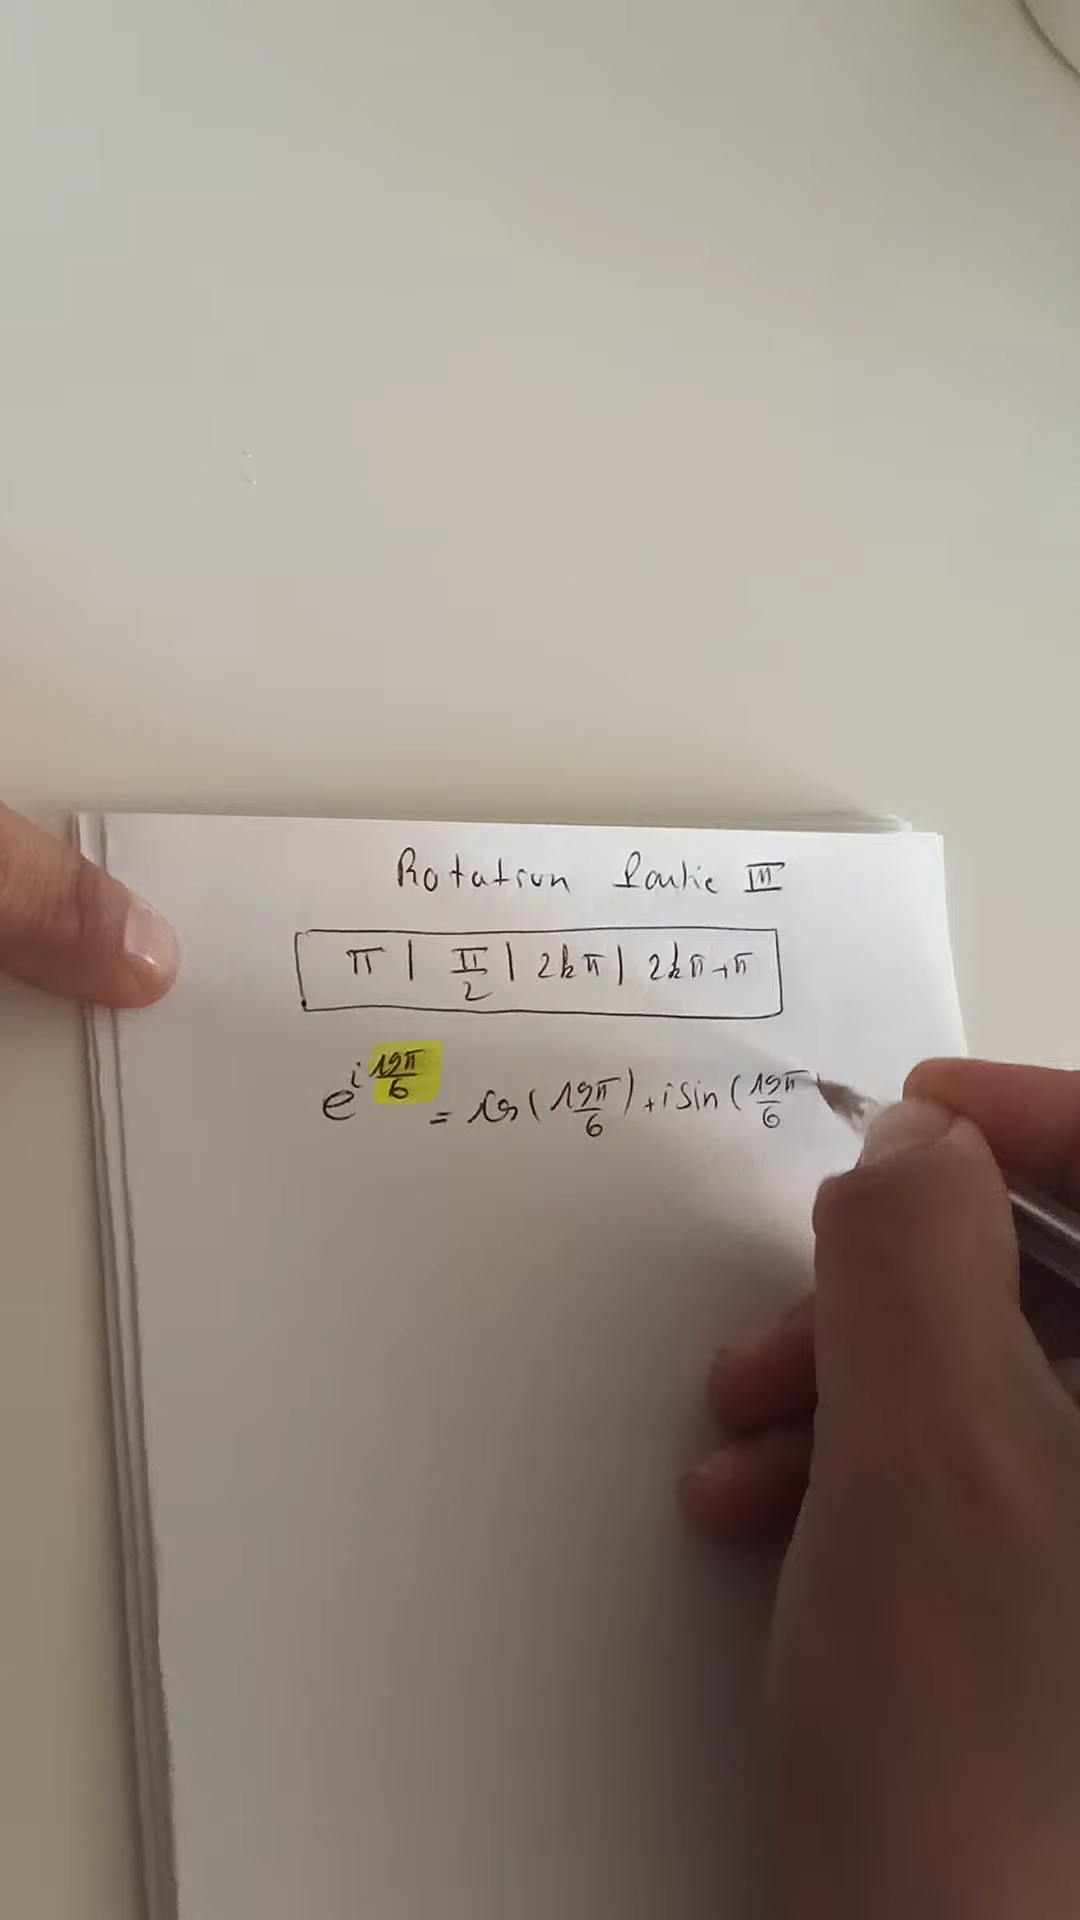 Rotation Partie III
π | π/2 | 2kπ | 2kπ+π
e^{i 19π/6} = cos(19π/6) + i sin(19π/6)